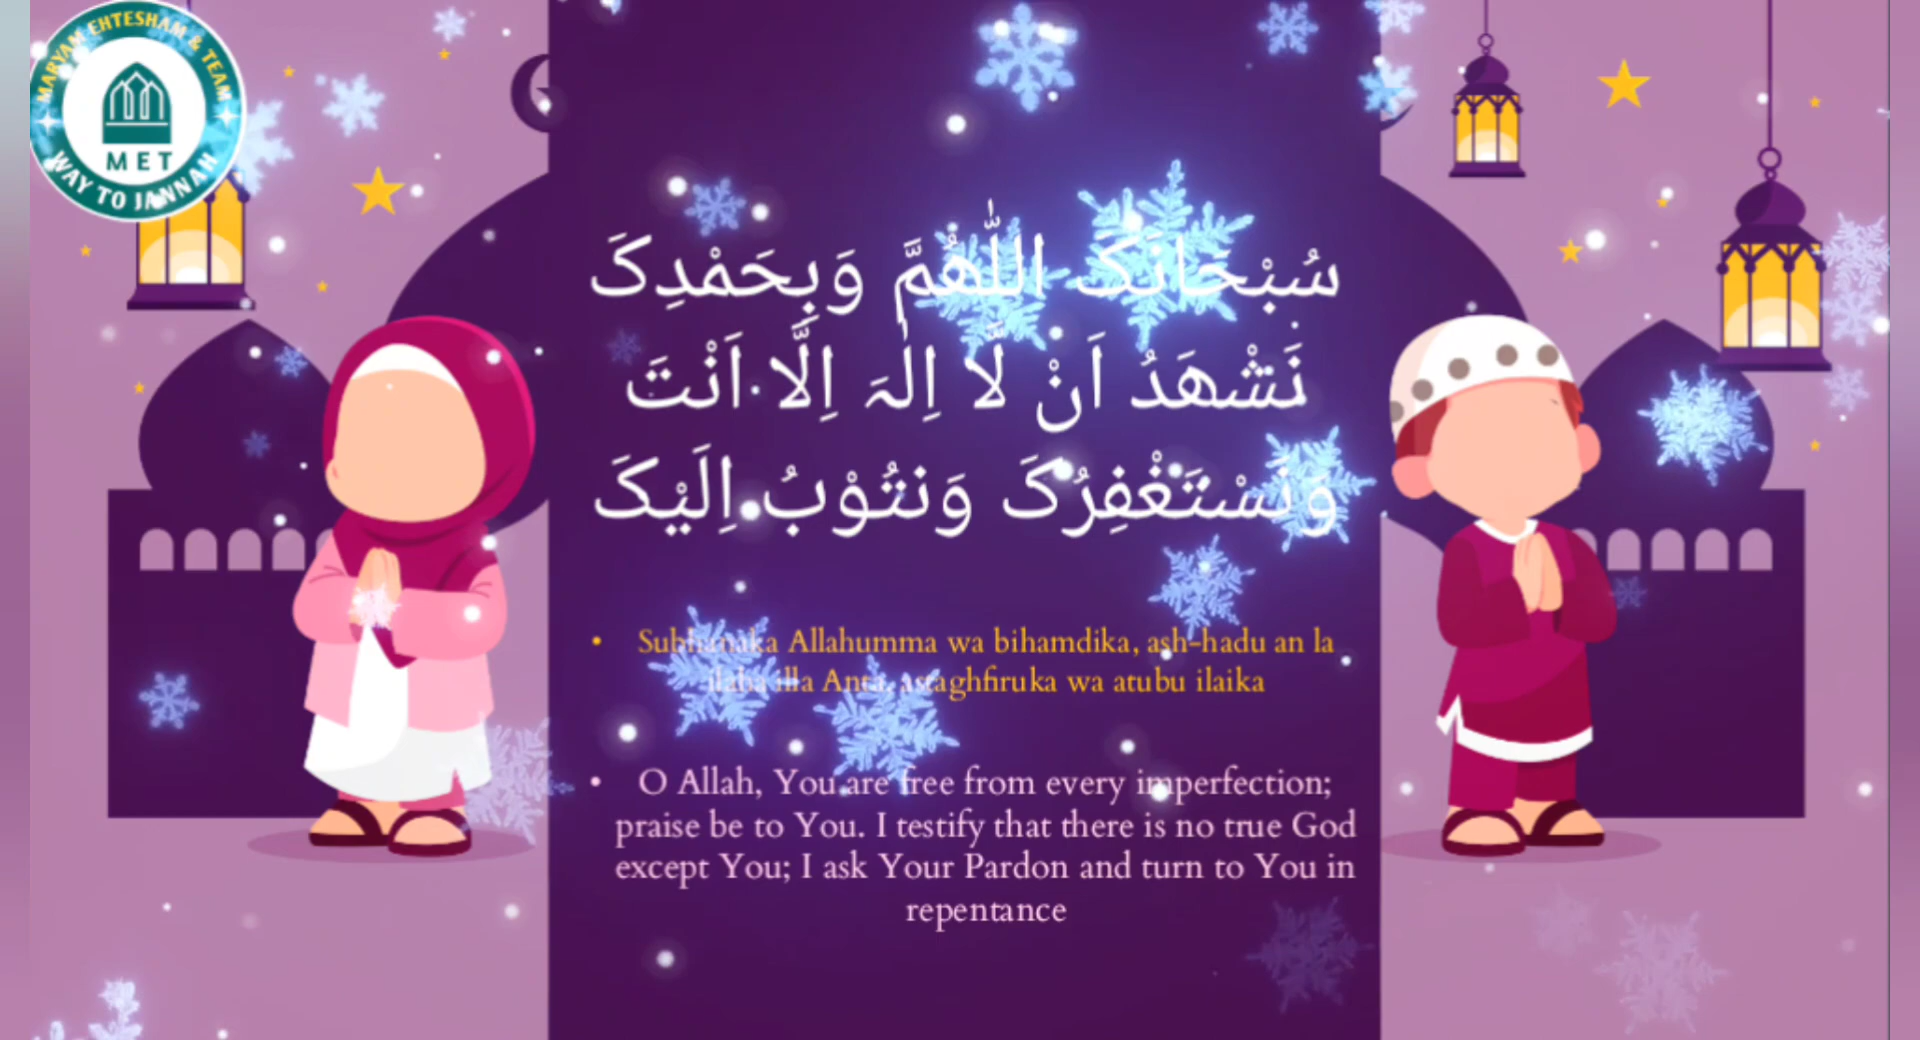 MARYAM EHTESHAM & TEAM
MET
WAY TO JANNAH
سُبْحَانَکَ اللّٰهُمَّ وَبِحَمْدِکَ
نَشْهَدُ اَنْ لَّا اِلٰہَ اِلَّا اَنْتَ
وَنَسْتَغْفِرُکَ وَنَتُوْبُ اِلَیْکَ
• Subhanaka Allahumma wa bihamdika, ash-hadu an la
ilaha illa Anta, astaghfiruka wa atubu ilaika
• O Allah, You are free from every imperfection;
praise be to You. I testify that there is no true God
except You; I ask Your Pardon and turn to You in
repentance